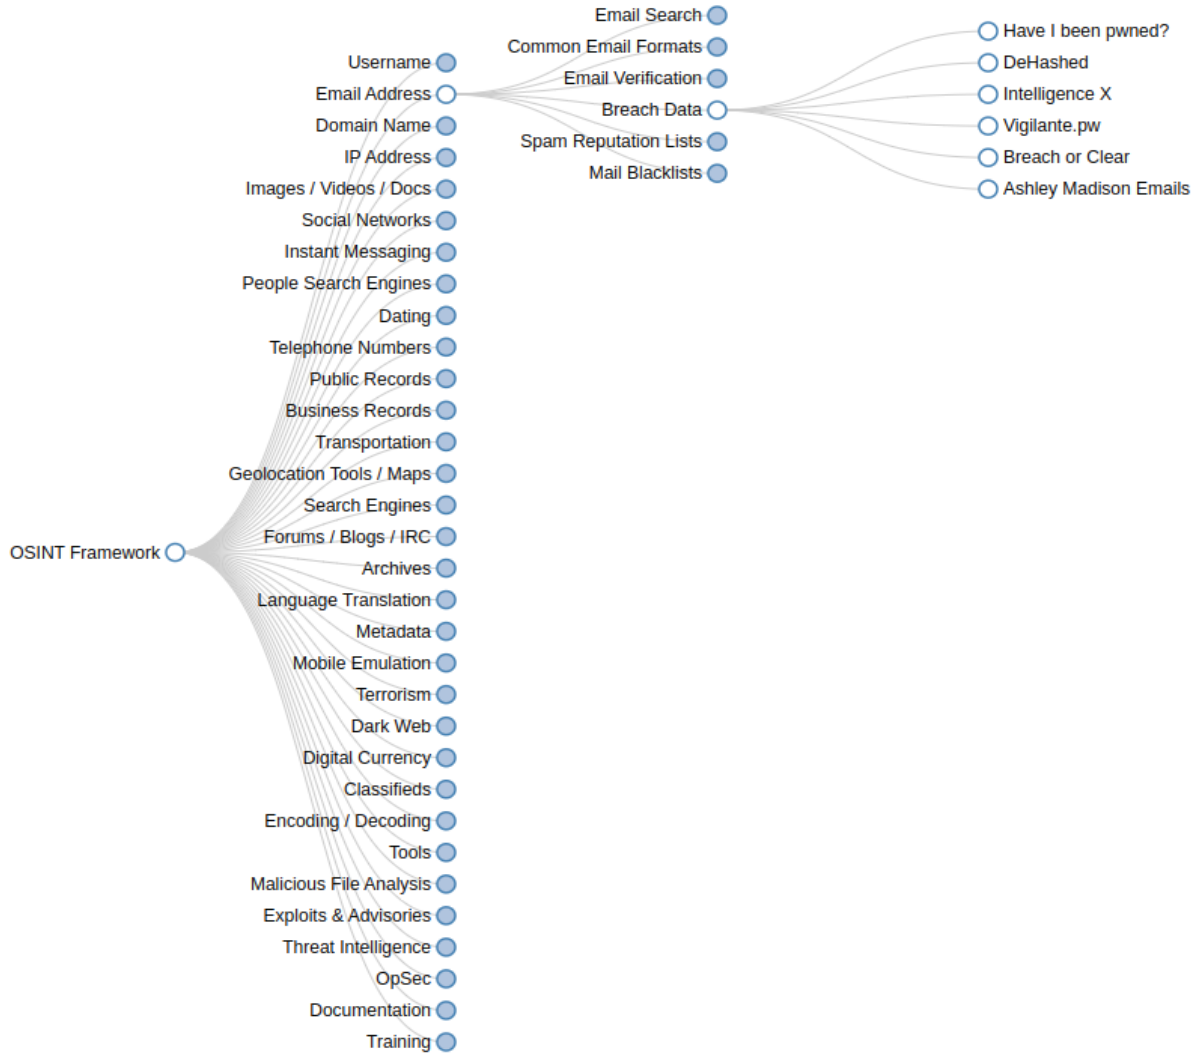 OSINT Framework
Username
Email Address
Domain Name
IP Address
Images / Videos / Docs
Social Networks
Instant Messaging
People Search Engines
Dating
Telephone Numbers
Public Records
Business Records
Transportation
Geolocation Tools / Maps
Search Engines
Forums / Blogs / IRC
Archives
Language Translation
Metadata
Mobile Emulation
Terrorism
Dark Web
Digital Currency
Classifieds
Encoding / Decoding
Tools
Malicious File Analysis
Exploits & Advisories
Threat Intelligence
OpSec
Documentation
Training
Email Search
Common Email Formats
Email Verification
Breach Data
Spam Reputation Lists
Mail Blacklists
Have I been pwned?
DeHashed
Intelligence X
Vigilante.pw
Breach or Clear
Ashley Madison Emails